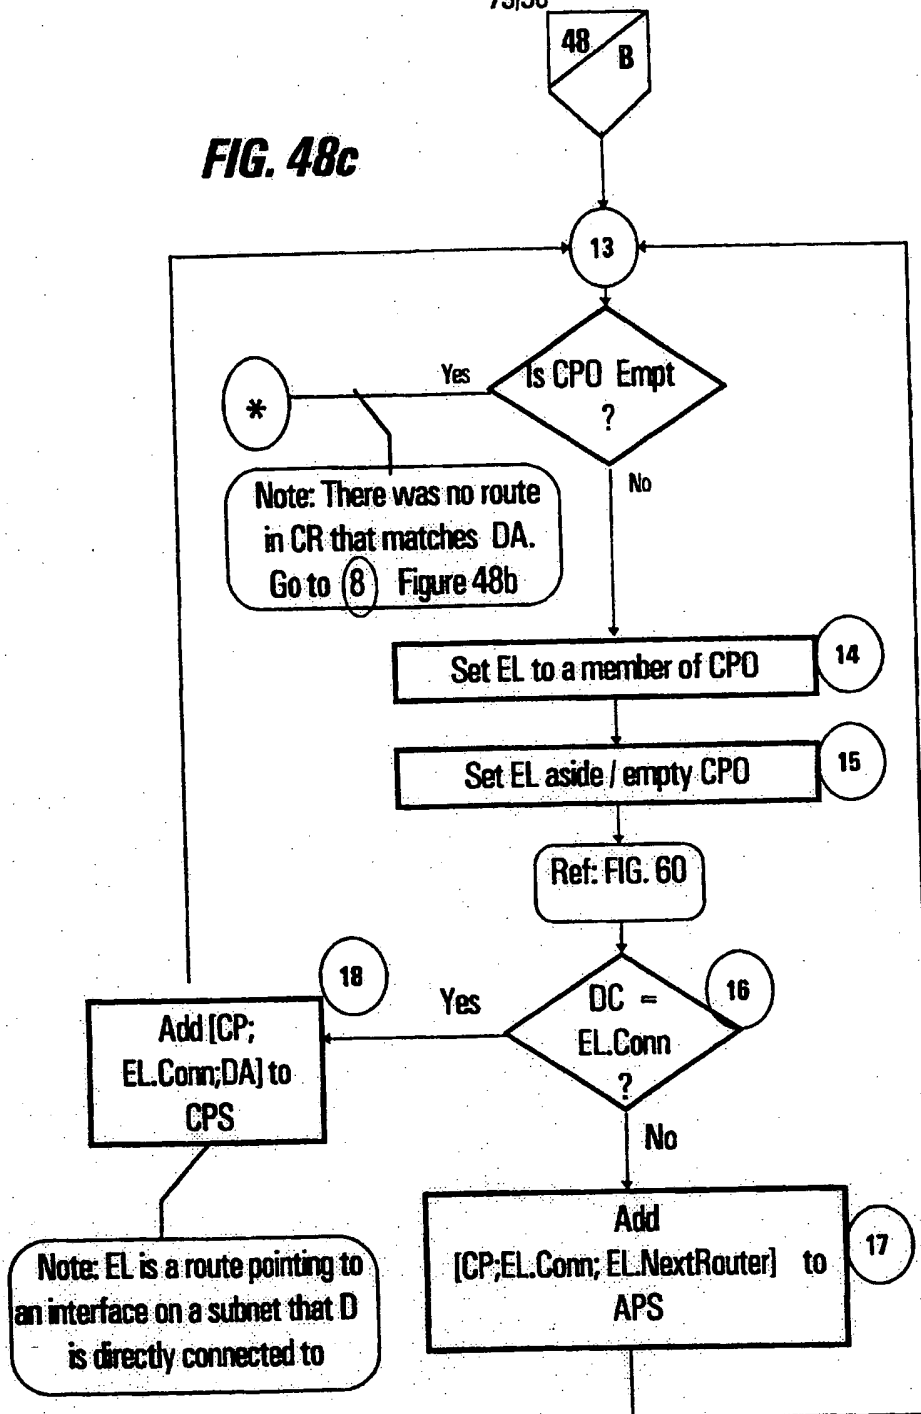 48
B
FIG. 48c
13
Is CPO Empt
?
Yes
*
No
Note: There was no route
in CR that matches DA.
Go to 8 Figure 48b
Set EL to a member of CPO
14
Set EL aside / empty CPO
15
Ref: FIG. 60
DC =
EL.Conn
?
16
Yes
18
Add [CP;
EL.Conn;DA] to
CPS
No
Note: EL is a route pointing to
an interface on a subnet that D
is directly connected to
Add
[CP;EL.Conn; EL.NextRouter] to
APS
17